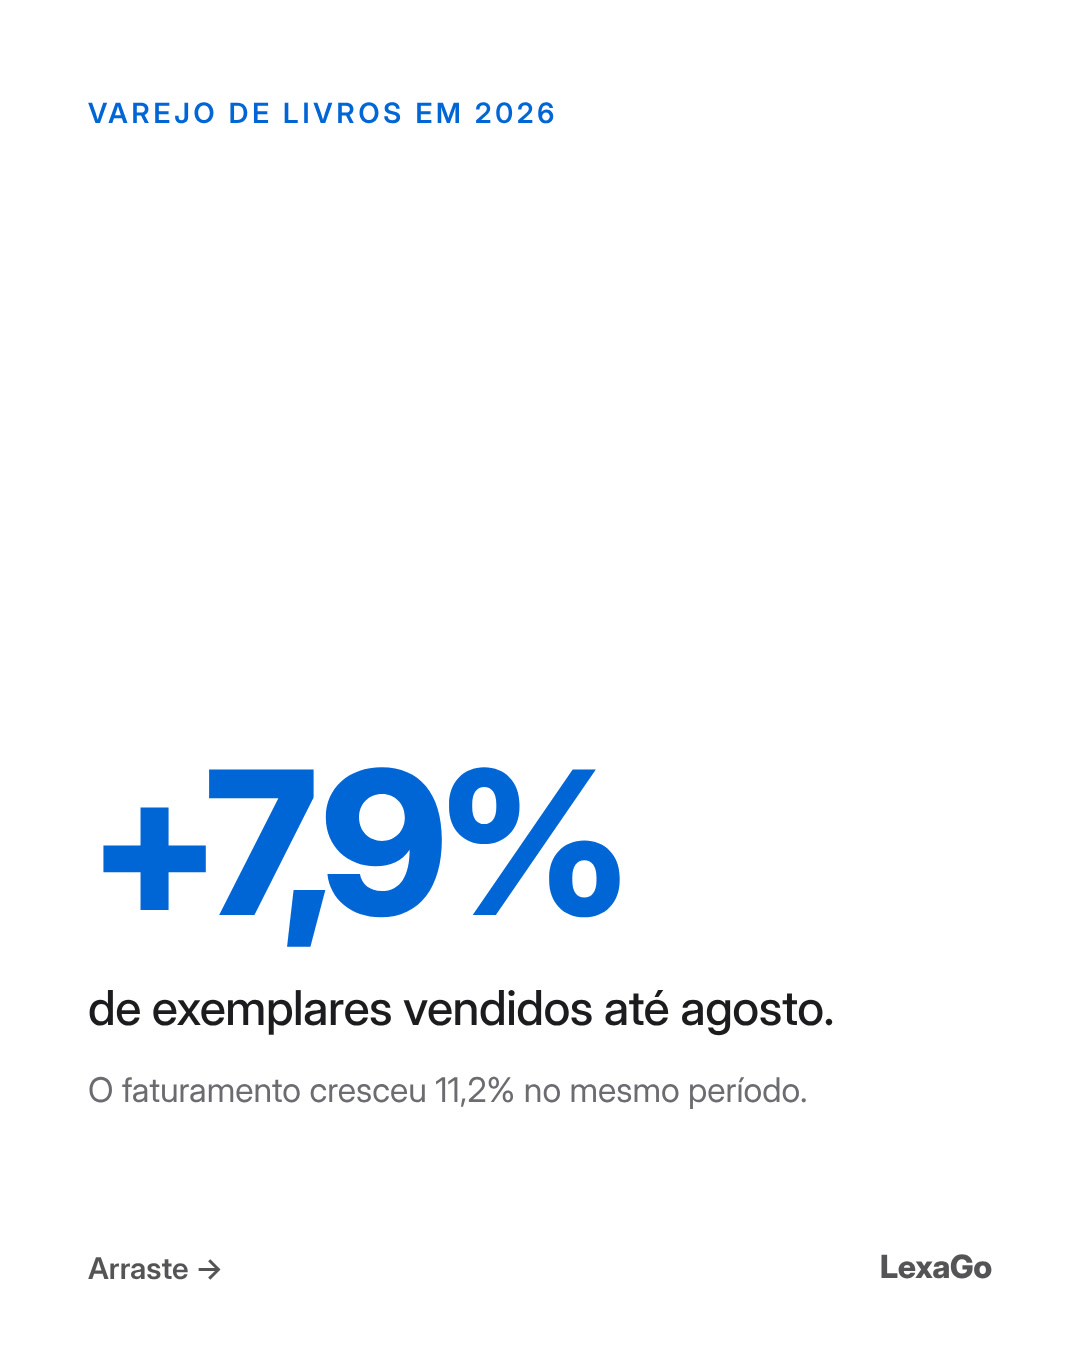 VAREJO DE LIVROS EM 2026
+7,9%
de exemplares vendidos até agosto.
O faturamento cresceu 11,2% no mesmo período.
Arraste →
LexaGo